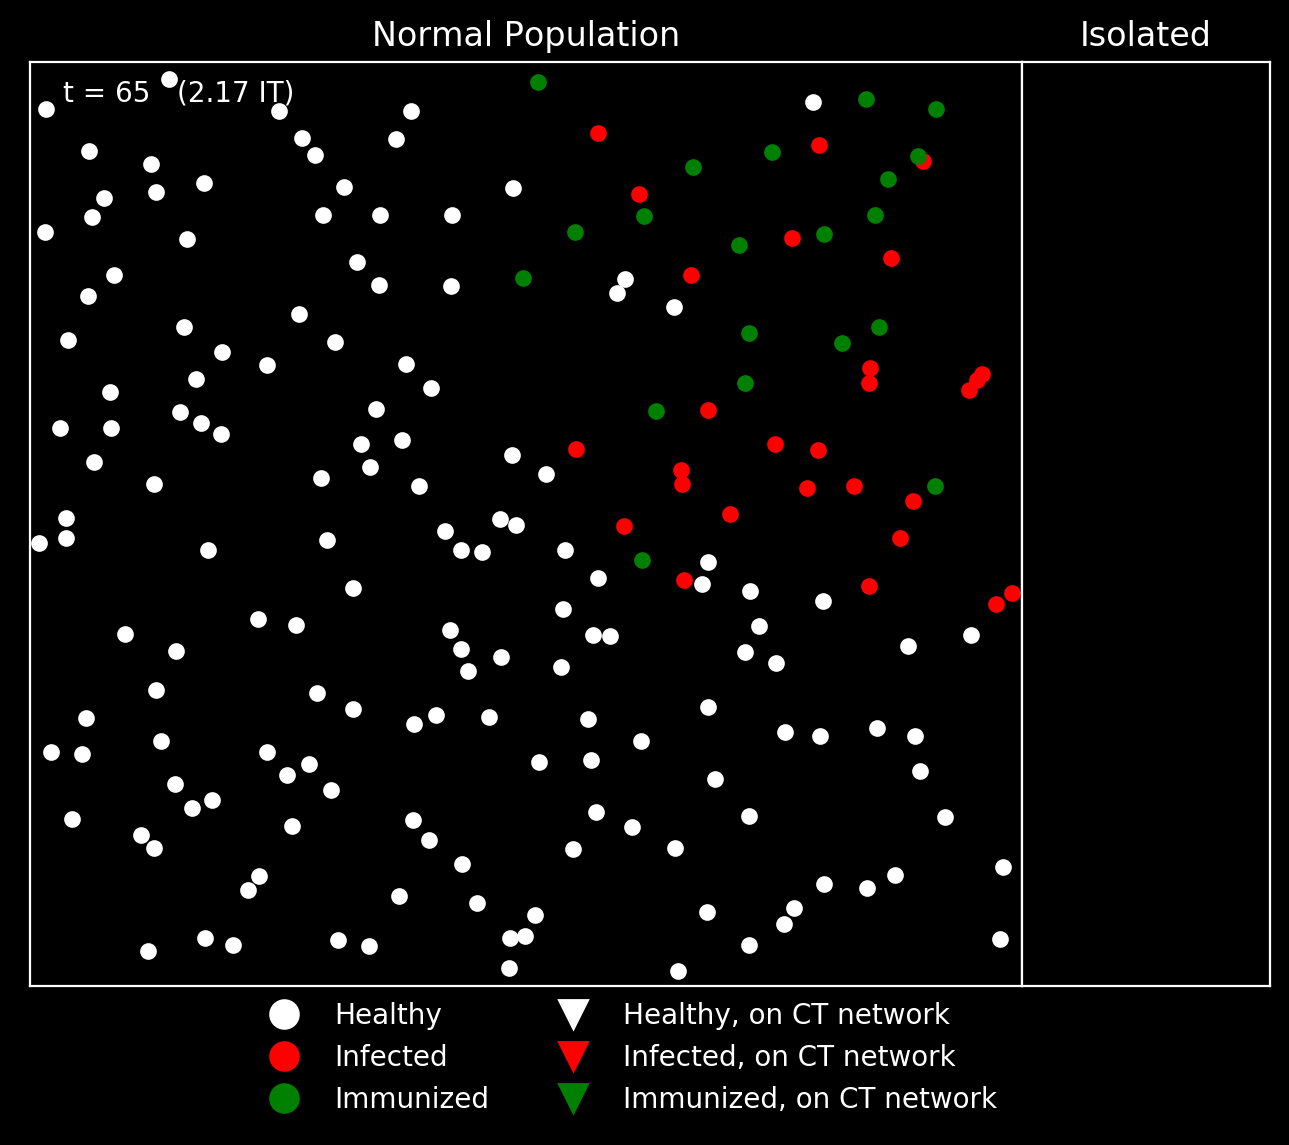 Normal Population
Isolated
t = 65 (2.17 IT)
Healthy
Infected
Immunized
Healthy, on CT network
Infected, on CT network
Immunized, on CT network